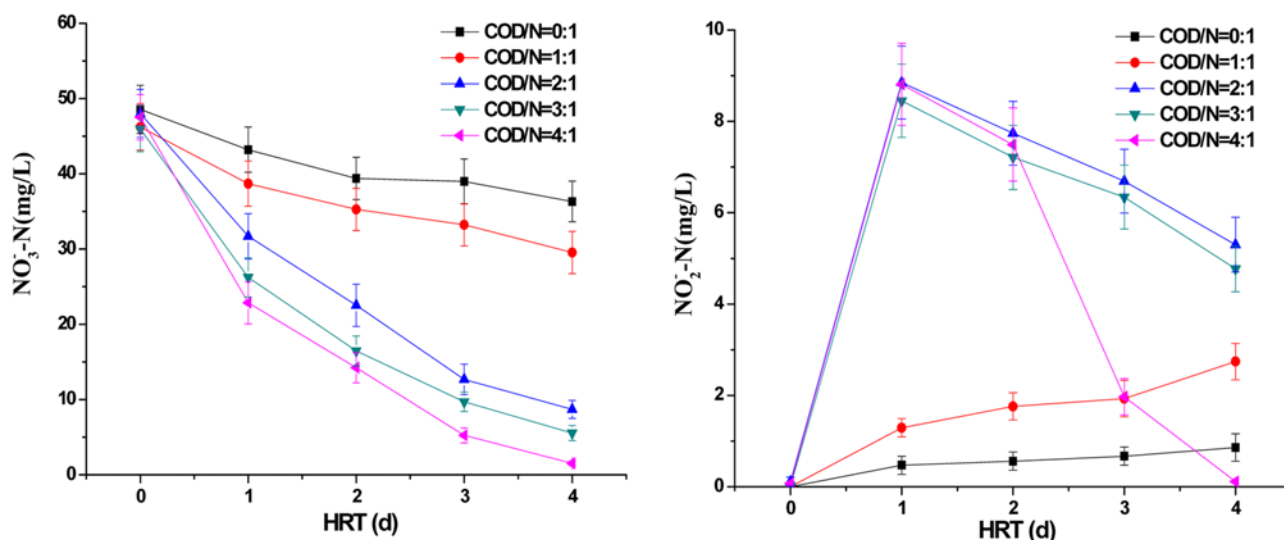 60
50
40
30
20
10
0
NO₃⁻-N(mg/L)
COD/N=0:1
COD/N=1:1
COD/N=2:1
COD/N=3:1
COD/N=4:1
0 1 2 3 4
HRT (d)
10
8
6
4
2
0
NO₂⁻-N(mg/L)
COD/N=0:1
COD/N=1:1
COD/N=2:1
COD/N=3:1
COD/N=4:1
0 1 2 3 4
HRT (d)